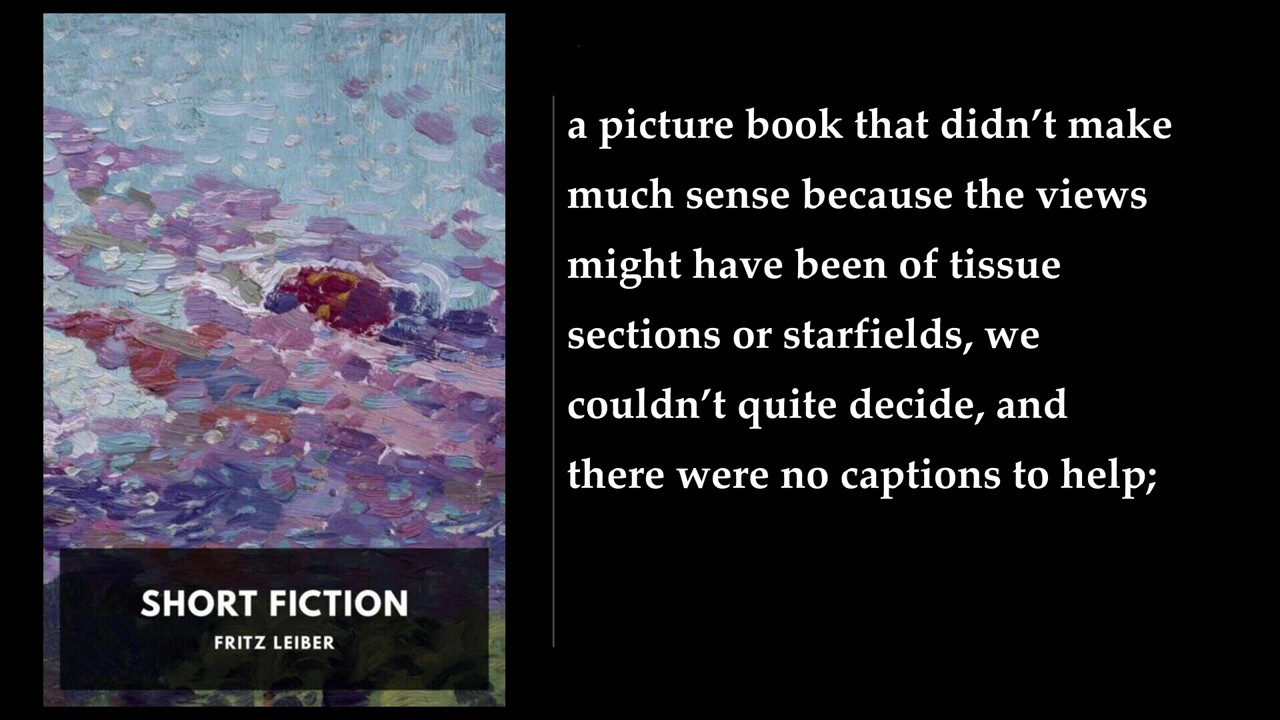 SHORT FICTION
FRITZ LEIBER
a picture book that didn’t make
much sense because the views
might have been of tissue
sections or starfields, we
couldn’t quite decide, and
there were no captions to help;